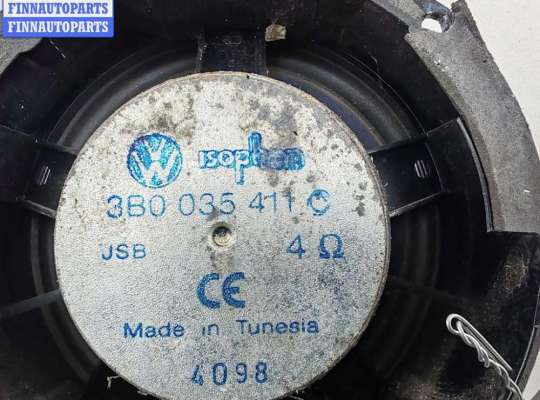 FINNAUTOPARTS
FINNAUTOPARTS
VW isophon
3B0 035 411 C
JSB 4 Ω
CE
Made in Tunesia
4098